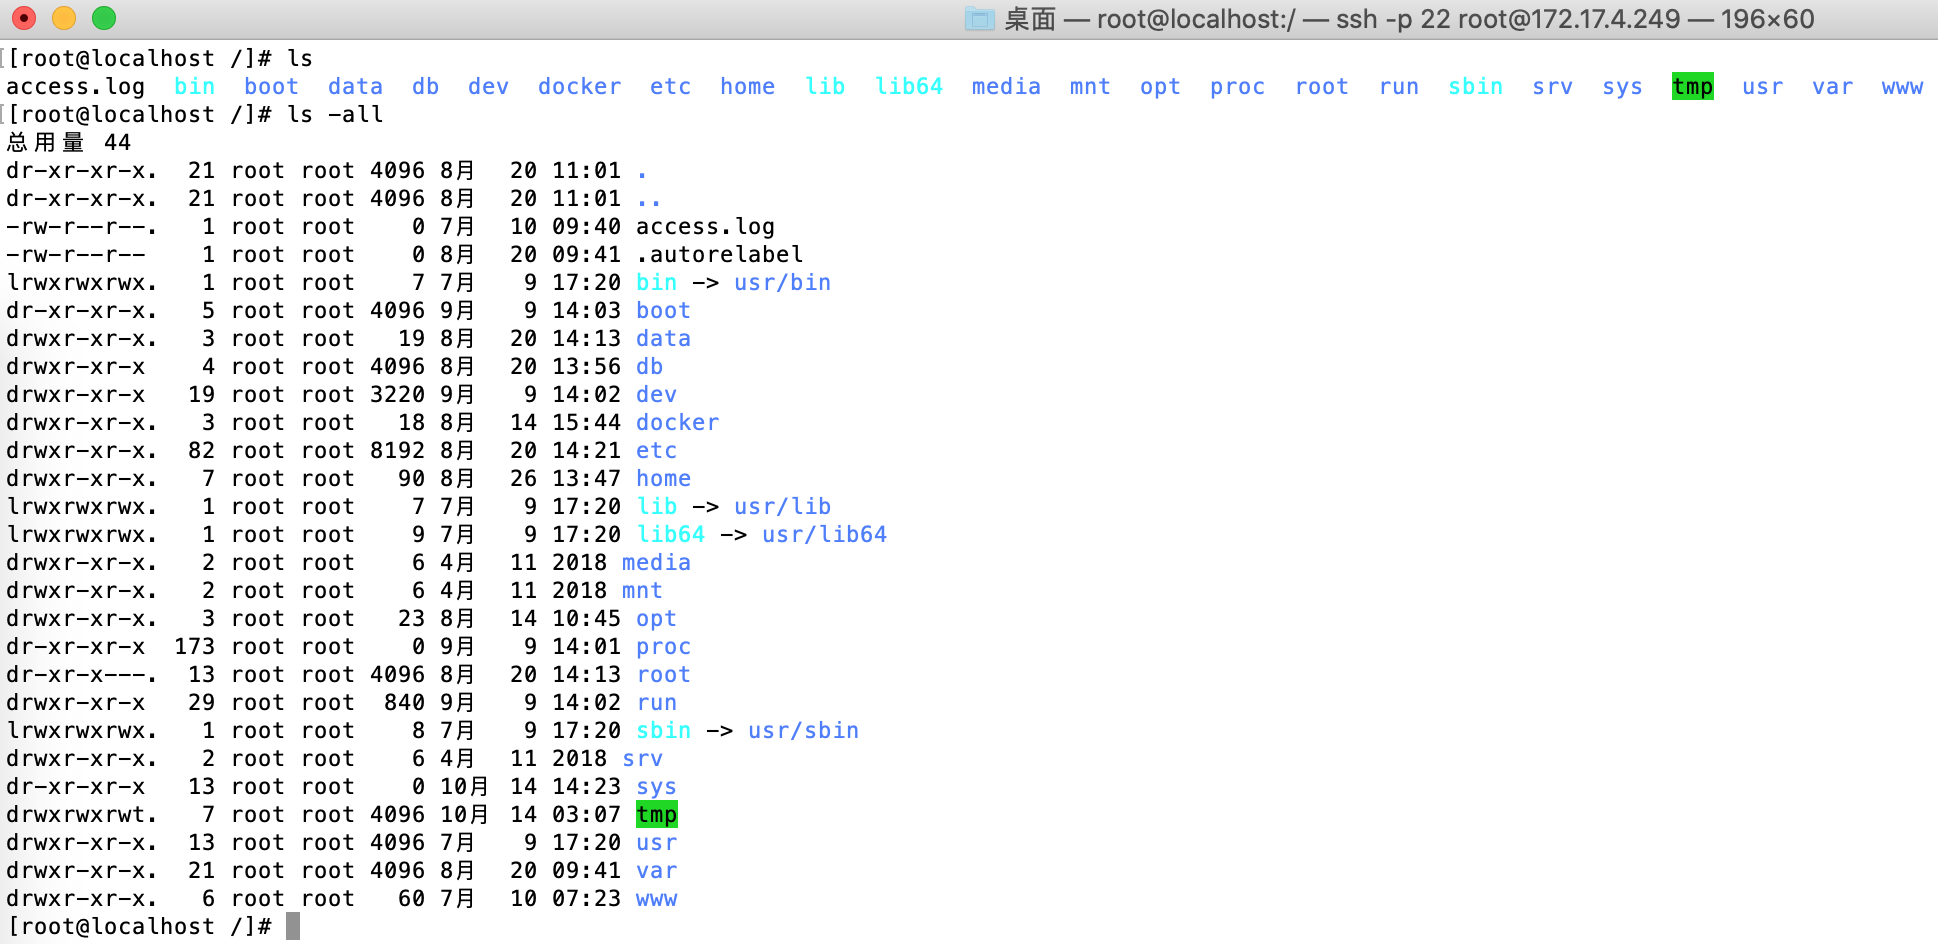 桌面 — root@localhost:/ — ssh -p 22 root@172.17.4.249 — 196×60
[root@localhost /]# ls
access.log  bin  boot  data  db  dev  docker  etc  home  lib  lib64  media  mnt  opt  proc  root  run  sbin  srv  sys  tmp  usr  var  www
[root@localhost /]# ls -all
总用量 44
dr-xr-xr-x.  21 root root 4096 8月  20 11:01 .
dr-xr-xr-x.  21 root root 4096 8月  20 11:01 ..
-rw-r--r--.   1 root root    0 7月  10 09:40 access.log
-rw-r--r--    1 root root    0 8月  20 09:41 .autorelabel
lrwxrwxrwx.   1 root root    7 7月   9 17:20 bin -> usr/bin
dr-xr-xr-x.   5 root root 4096 9月   9 14:03 boot
drwxr-xr-x.   3 root root   19 8月  20 14:13 data
drwxr-xr-x    4 root root 4096 8月  20 13:56 db
drwxr-xr-x   19 root root 3220 9月   9 14:02 dev
drwxr-xr-x.   3 root root   18 8月  14 15:44 docker
drwxr-xr-x.  82 root root 8192 8月  20 14:21 etc
drwxr-xr-x.   7 root root   90 8月  26 13:47 home
lrwxrwxrwx.   1 root root    7 7月   9 17:20 lib -> usr/lib
lrwxrwxrwx.   1 root root    9 7月   9 17:20 lib64 -> usr/lib64
drwxr-xr-x.   2 root root    6 4月  11 2018 media
drwxr-xr-x.   2 root root    6 4月  11 2018 mnt
drwxr-xr-x.   3 root root   23 8月  14 10:45 opt
dr-xr-xr-x  173 root root    0 9月   9 14:01 proc
dr-xr-x---.  13 root root 4096 8月  20 14:13 root
drwxr-xr-x   29 root root  840 9月   9 14:02 run
lrwxrwxrwx.   1 root root    8 7月   9 17:20 sbin -> usr/sbin
drwxr-xr-x.   2 root root    6 4月  11 2018 srv
dr-xr-xr-x   13 root root    0 10月 14 14:23 sys
drwxrwxrwt.   7 root root 4096 10月 14 03:07 tmp
drwxr-xr-x.  13 root root 4096 7月   9 17:20 usr
drwxr-xr-x.  21 root root 4096 8月  20 09:41 var
drwxr-xr-x.   6 root root   60 7月  10 07:23 www
[root@localhost /]#